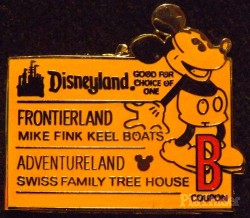 Disneyland®
GOOD FOR
CHOICE OF
ONE
FRONTIERLAND
MIKE FINK KEEL BOATS
ADVENTURELAND
SWISS FAMILY TREE HOUSE
B
COUPON